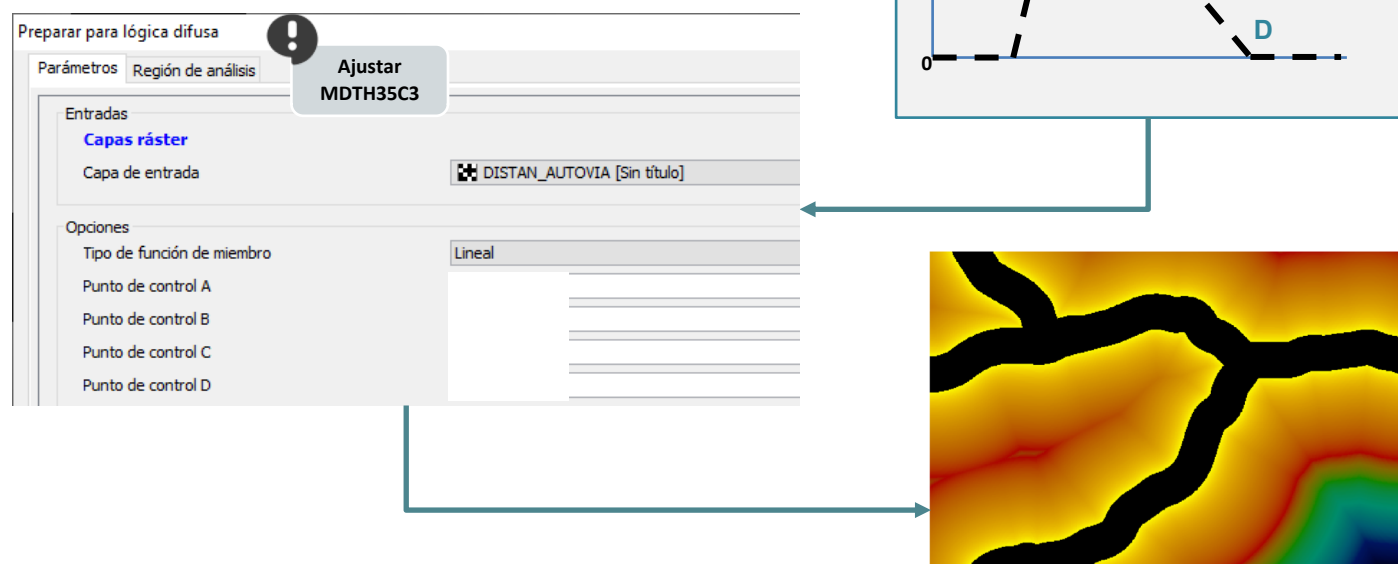 Preparar para lógica difusa
!
Ajustar
MDTH35C3
Parámetros
Región de análisis
Entradas
Capas ráster
Capa de entrada
DISTAN_AUTOVIA [Sin título]
Opciones
Tipo de función de miembro
Lineal
Punto de control A
Punto de control B
Punto de control C
Punto de control D
D
0